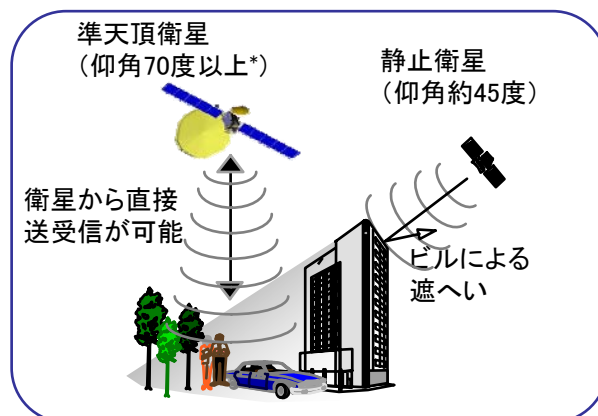 準天頂衛星
（仰角70度以上*）
静止衛星
（仰角約45度）
衛星から直接
送受信が可能
ビルによる
遮へい